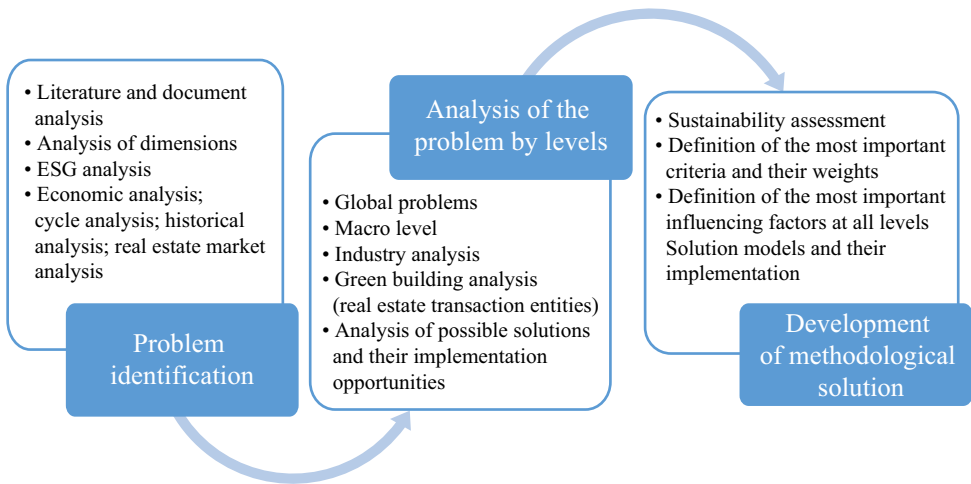 • Literature and document
analysis
• Analysis of dimensions
• ESG analysis
• Economic analysis;
cycle analysis; historical
analysis; real estate market
analysis
Problem
identification
Analysis of the
problem by levels
• Global problems
• Macro level
• Industry analysis
• Green building analysis
(real estate transaction entities)
• Analysis of possible solutions
and their implementation
opportunities
• Sustainability assessment
• Definition of the most important
criteria and their weights
• Definition of the most important
influencing factors at all levels
Solution models and their
implementation
Development
of methodological
solution